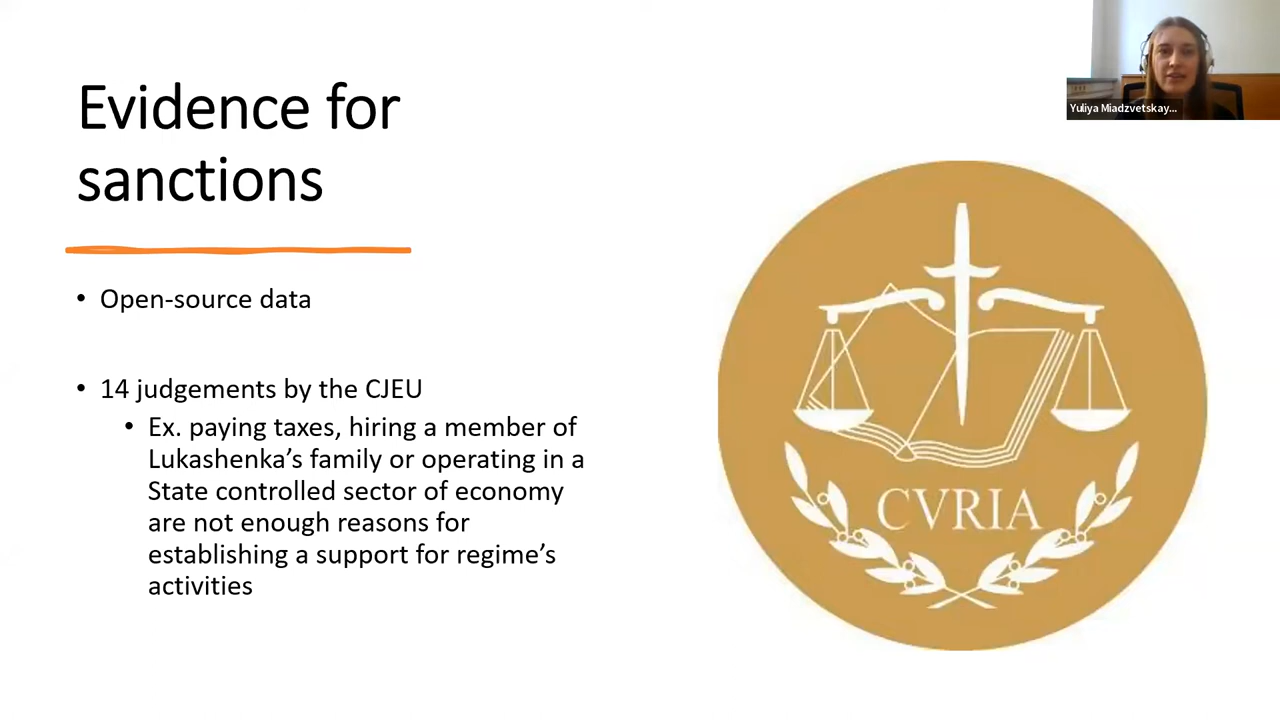 Evidence for
sanctions
• Open-source data
• 14 judgements by the CJEU
• Ex. paying taxes, hiring a member of
Lukashenka’s family or operating in a
State controlled sector of economy
are not enough reasons for
establishing a support for regime’s
activities
CVRIA
Yuliya Miadzvetskay...